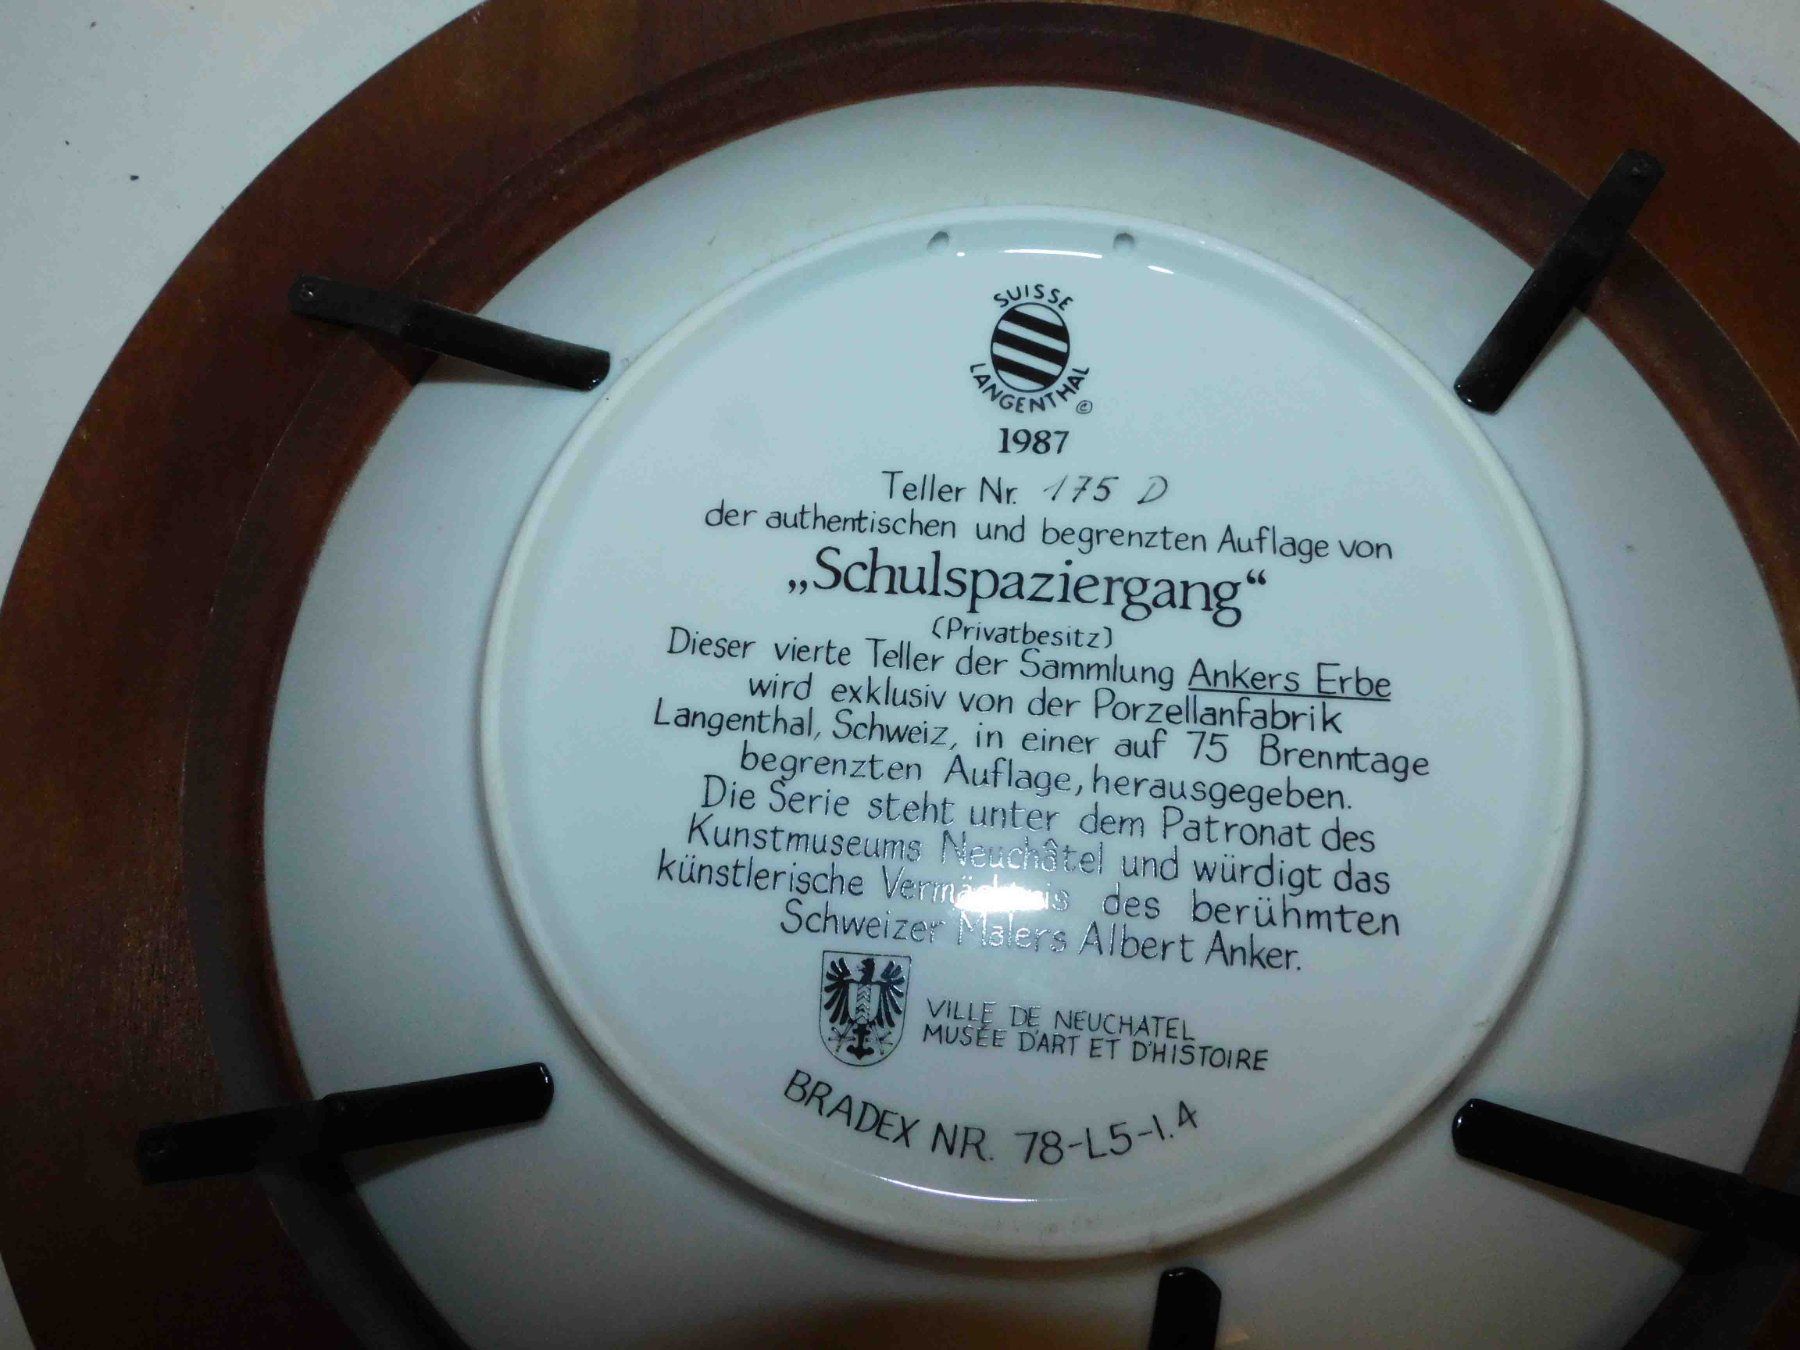 SUISSE
LANGENTHAL ©
1987
Teller Nr. 175 D
der authentischen und begrenzten Auflage von
„Schulspaziergang“
(Privatbesitz)
Dieser vierte Teller der Sammlung Ankers Erbe
wird exklusiv von der Porzellanfabrik
Langenthal, Schweiz, in einer auf 75 Brenntage
begrenzten Auflage, herausgegeben.
Die Serie steht unter dem Patronat des
Kunstmuseums Neuchâtel und würdigt das
künstlerische Vermächtnis des berühmten
Schweizer Malers Albert Anker.
VILLE DE NEUCHATEL
MUSÉE D'ART ET D'HISTOIRE
BRADEX NR. 78-L5-1.4